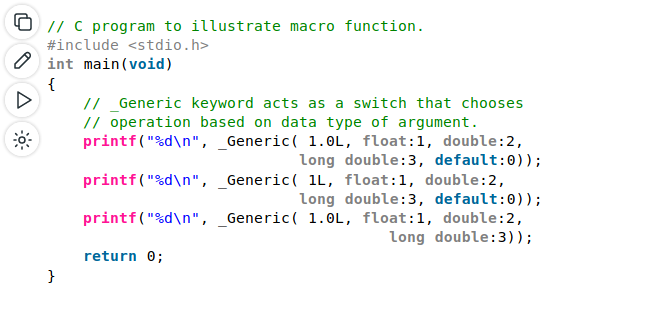 // C program to illustrate macro function.
#include <stdio.h>
int main(void)
{
    // _Generic keyword acts as a switch that chooses
    // operation based on data type of argument.
    printf("%d\n", _Generic( 1.0L, float:1, double:2,
                            long double:3, default:0));
    printf("%d\n", _Generic( 1L, float:1, double:2,
                            long double:3, default:0));
    printf("%d\n", _Generic( 1.0L, float:1, double:2,
                                      long double:3));
    return 0;
}